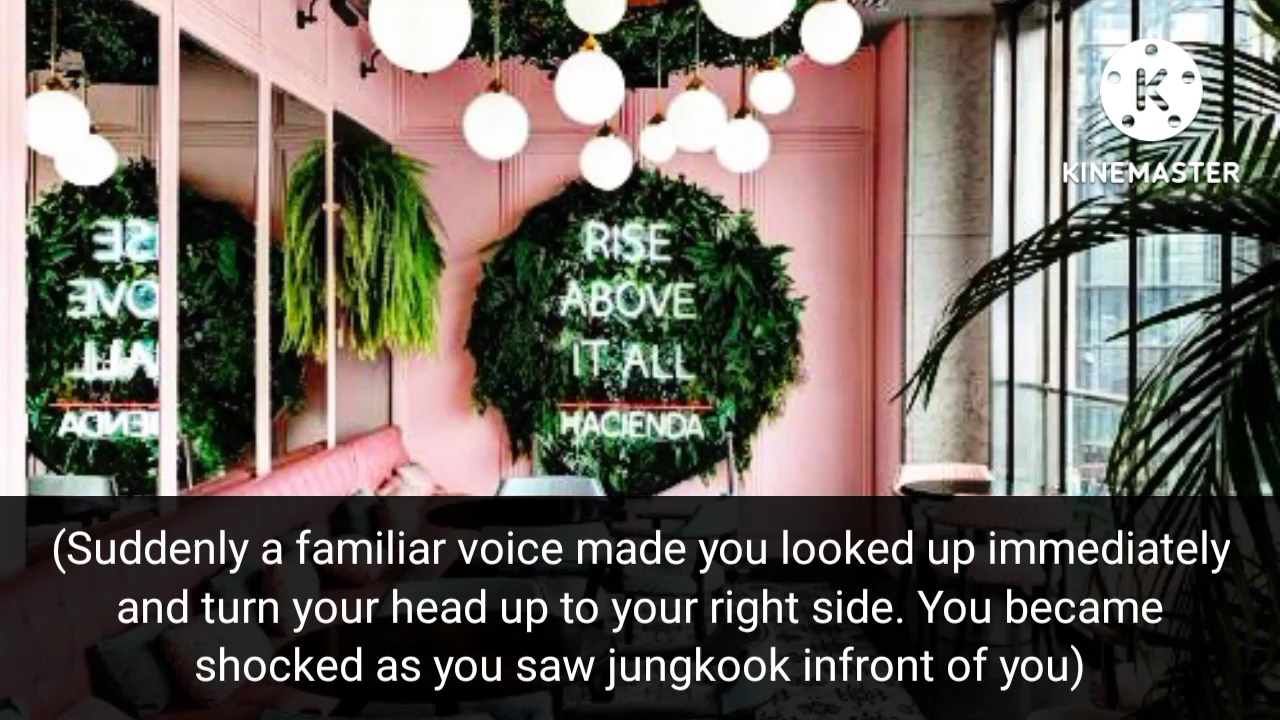 RISE
ABOVE
IT ALL
HACIENDA
K
KINEMASTER
(Suddenly a familiar voice made you looked up immediately
and turn your head up to your right side. You became
shocked as you saw jungkook infront of you)